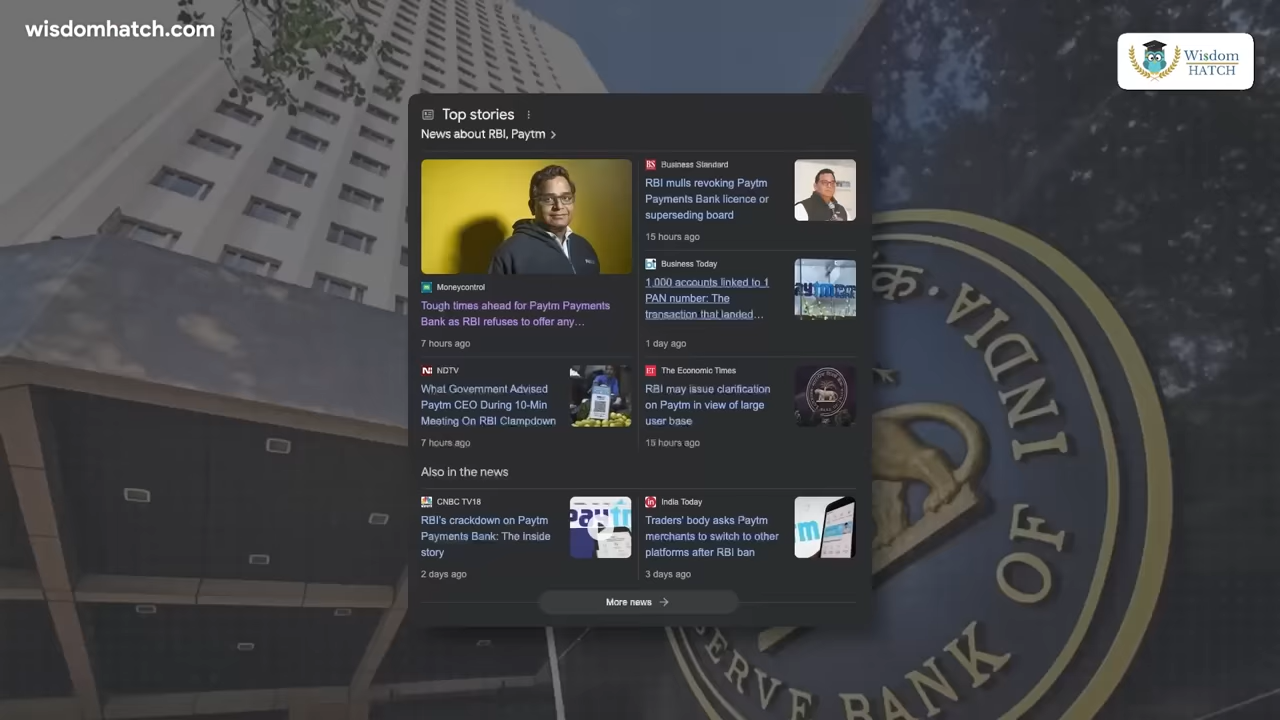 wisdomhatch.com
Wisdom
HATCH
Top stories
News about RBI, Paytm >
Moneycontrol
Tough times ahead for Paytm Payments
Bank as RBI refuses to offer any…
7 hours ago
BS Business Standard
RBI mulls revoking Paytm
Payments Bank licence or
superseding board
15 hours ago
Business Today
1,000 accounts linked to 1
PAN number: The
transaction that landed…
1 day ago
NDTV
What Government Advised
Paytm CEO During 10-Min
Meeting On RBI Clampdown
7 hours ago
ET The Economic Times
RBI may issue clarification
on Paytm in view of large
user base
15 hours ago
Also in the news
CNBC TV18
RBI's crackdown on Paytm
Payments Bank: The inside
story
2 days ago
India Today
Traders' body asks Paytm
merchants to switch to other
platforms after RBI ban
3 days ago
More news →
SERVE BANK OF INDIA